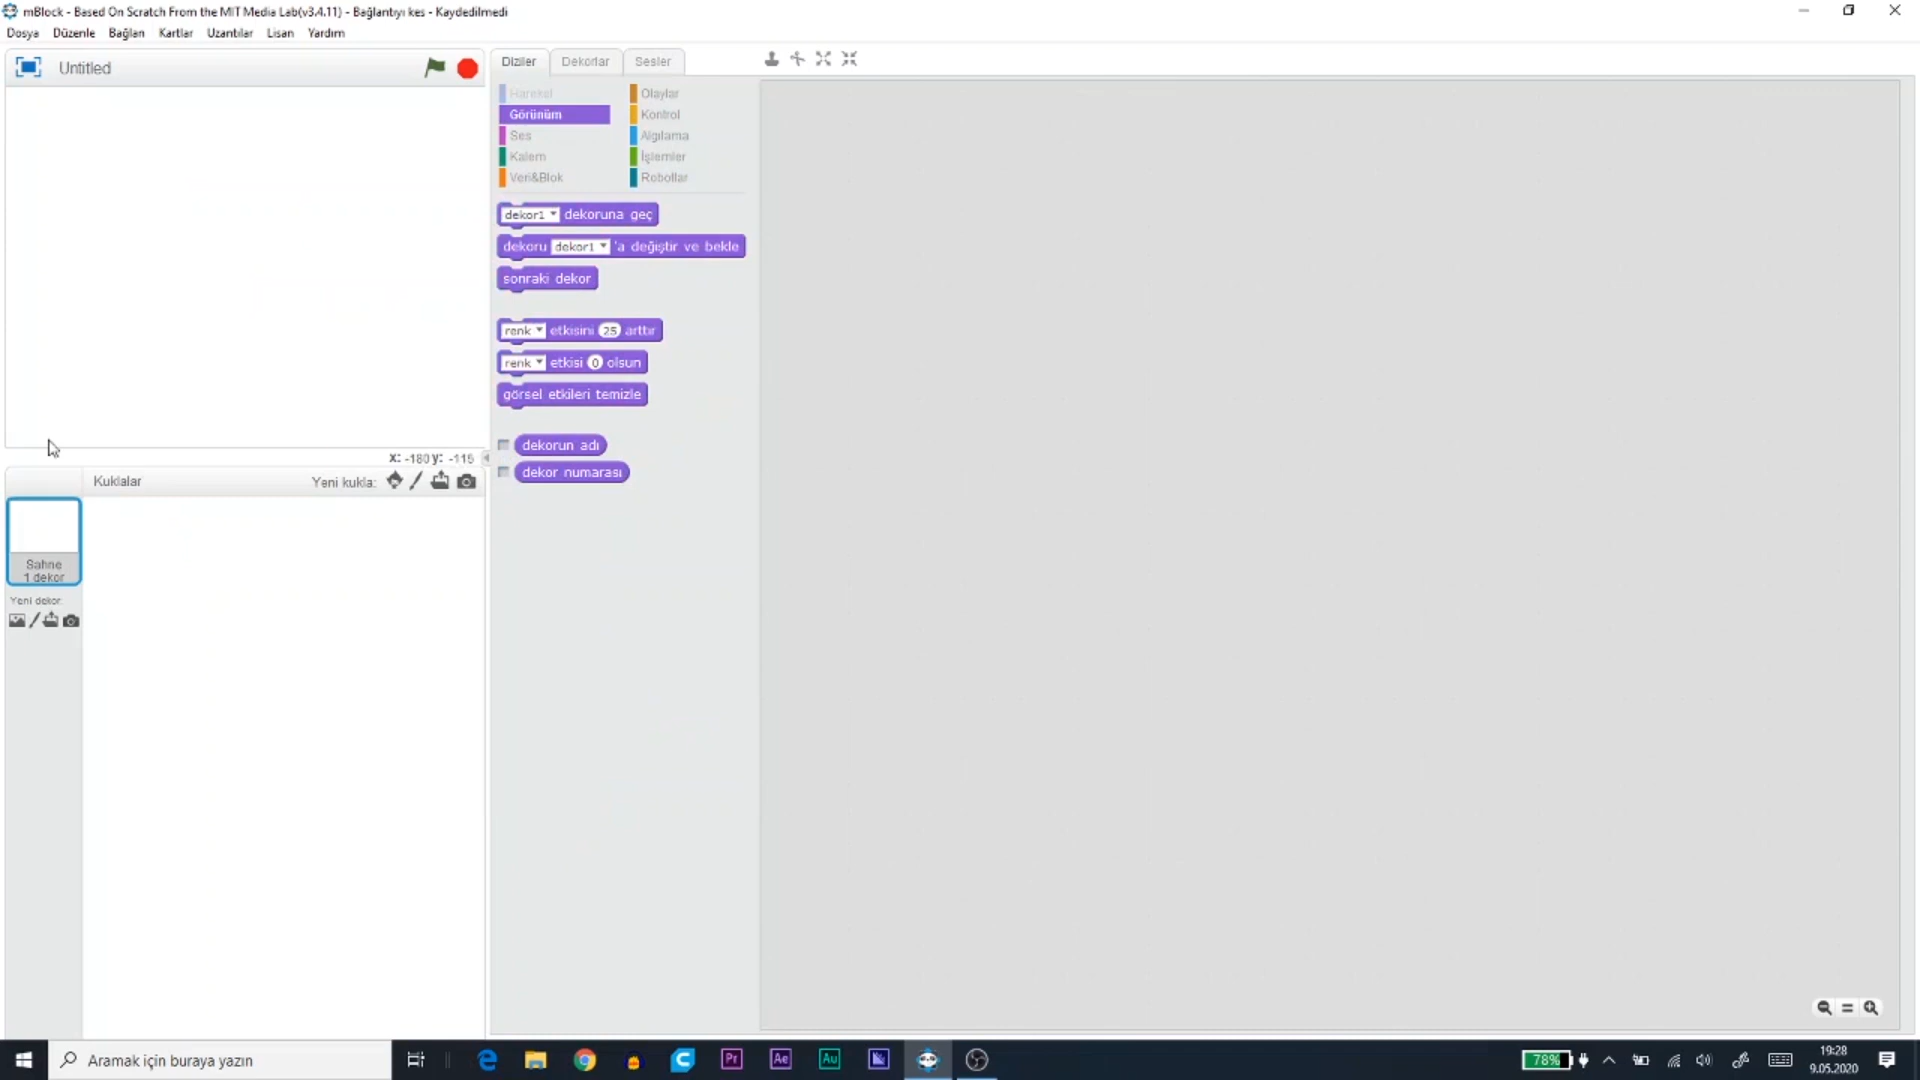 mBlock - Based On Scratch From the MIT Media Lab(v3.4.11) - Bağlantıyı kes - Kaydedilmedi
Dosya Düzenle Bağlan Kartlar Uzantılar Lisan Yardım
Untitled
Diziler Dekorlar Sesler
Hareket Olaylar
Görünüm Kontrol
Ses Algılama
Kalem İşlemler
Veri&Blok Robotlar
dekor1 dekoruna geç
dekoru dekor1 'a değiştir ve bekle
sonraki dekor
renk etkisini 25 arttır
renk etkisi 0 olsun
görsel etkileri temizle
dekorun adı
dekor numarası
x: -180 y: -115
Kuklalar Yeni kukla:
Sahne
1 dekor
Yeni dekor:
Aramak için buraya yazın
Pr Ae Au
78%
19:28
9.05.2020